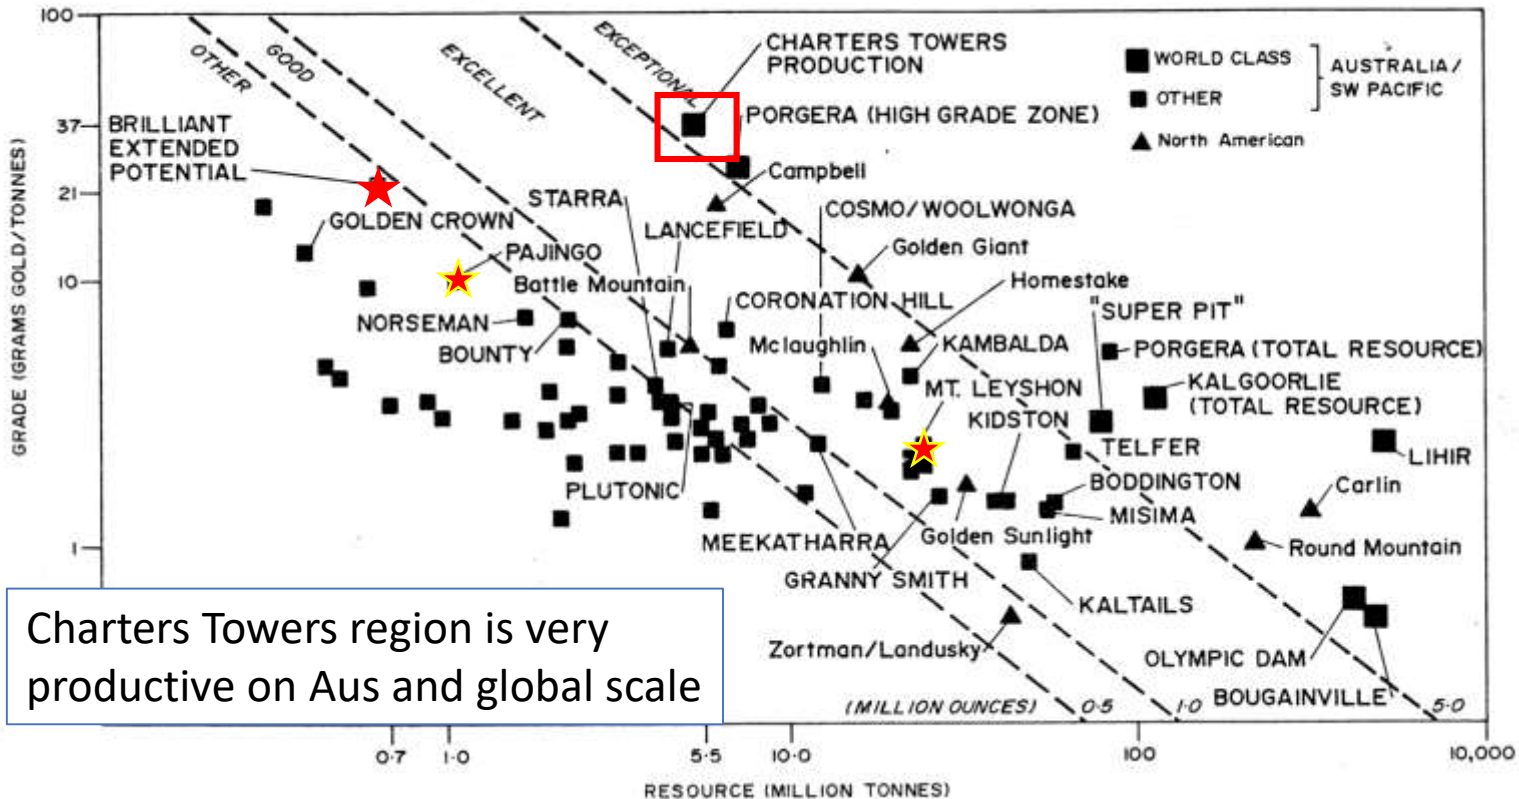 100
37
21
10
1
GRADE (GRAMS GOLD/TONNES)
OTHER
GOOD
EXCELLENT
EXCEPTIONAL
CHARTERS TOWERS
PRODUCTION
WORLD CLASS
OTHER
AUSTRALIA/
SW PACIFIC
North American
BRILLIANT
EXTENDED
POTENTIAL
PORGERA (HIGH GRADE ZONE)
Campbell
STARRA
COSMO/WOOLWONGA
GOLDEN CROWN
LANCEFIELD
Golden Giant
PAJINGO
Battle Mountain
Homestake
CORONATION HILL
"SUPER PIT"
NORSEMAN
BOUNTY
Mclaughlin
KAMBALDA
PORGERA (TOTAL RESOURCE)
MT. LEYSHON
KALGOORLIE
(TOTAL RESOURCE)
KIDSTON
TELFER
LIHIR
PLUTONIC
BODDINGTON
Carlin
MISIMA
MEEKATHARRA
Golden Sunlight
Round Mountain
GRANNY SMITH
KALTAILS
Zortman/Landusky
OLYMPIC DAM
BOUGAINVILLE
(MILLION OUNCES)
0·5
1·0
5·0
Charters Towers region is very
productive on Aus and global scale
0·7
1·0
5·5
10·0
100
10,000
RESOURCE (MILLION TONNES)